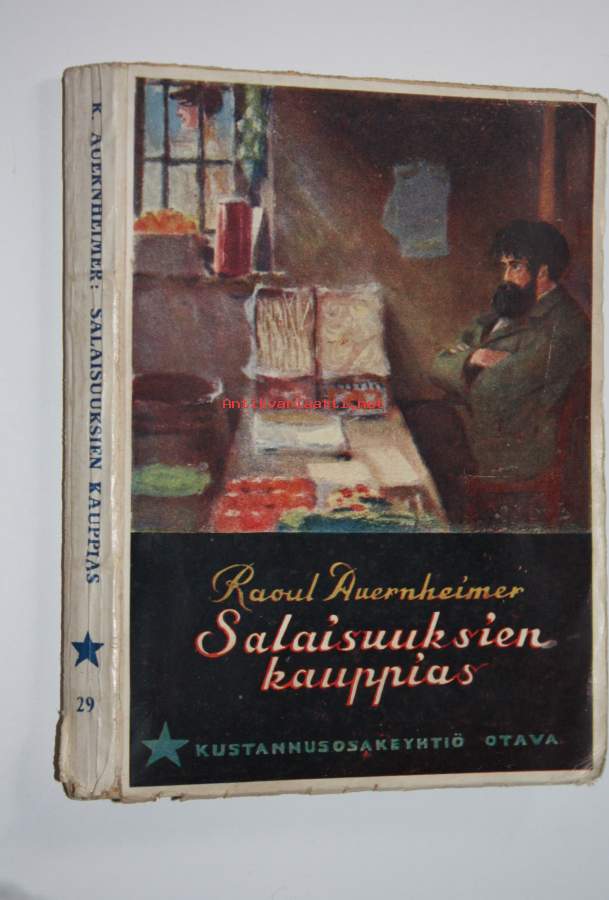 K. AUERNHEIMER: SALAISUUKSIEN KAUPPIAS
29
Antikvariaatti.net
Raoul Auernheimer
Salaisuuksien
kauppias
KUSTANNUSOSAKEYHTIÖ OTAVA